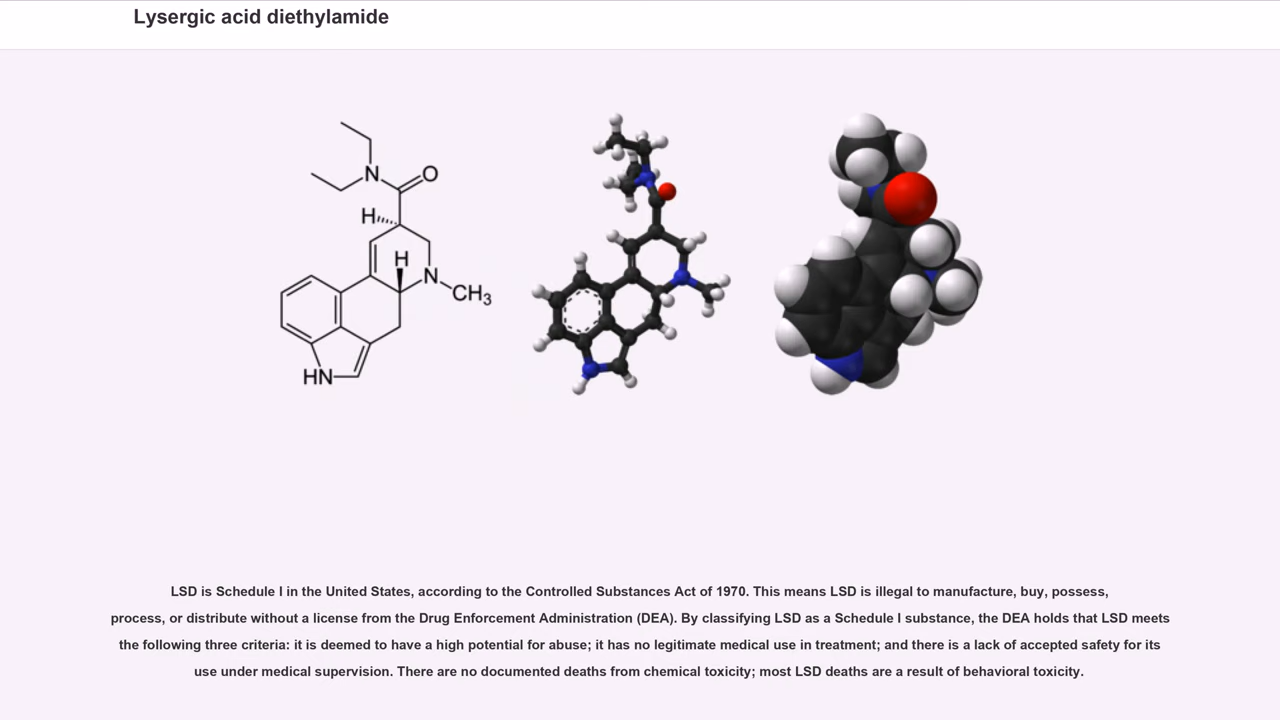 Lysergic acid diethylamide
N
O
H
H
N
CH3
HN
LSD is Schedule I in the United States, according to the Controlled Substances Act of 1970. This means LSD is illegal to manufacture, buy, possess,
process, or distribute without a license from the Drug Enforcement Administration (DEA). By classifying LSD as a Schedule I substance, the DEA holds that LSD meets
the following three criteria: it is deemed to have a high potential for abuse; it has no legitimate medical use in treatment; and there is a lack of accepted safety for its
use under medical supervision. There are no documented deaths from chemical toxicity; most LSD deaths are a result of behavioral toxicity.